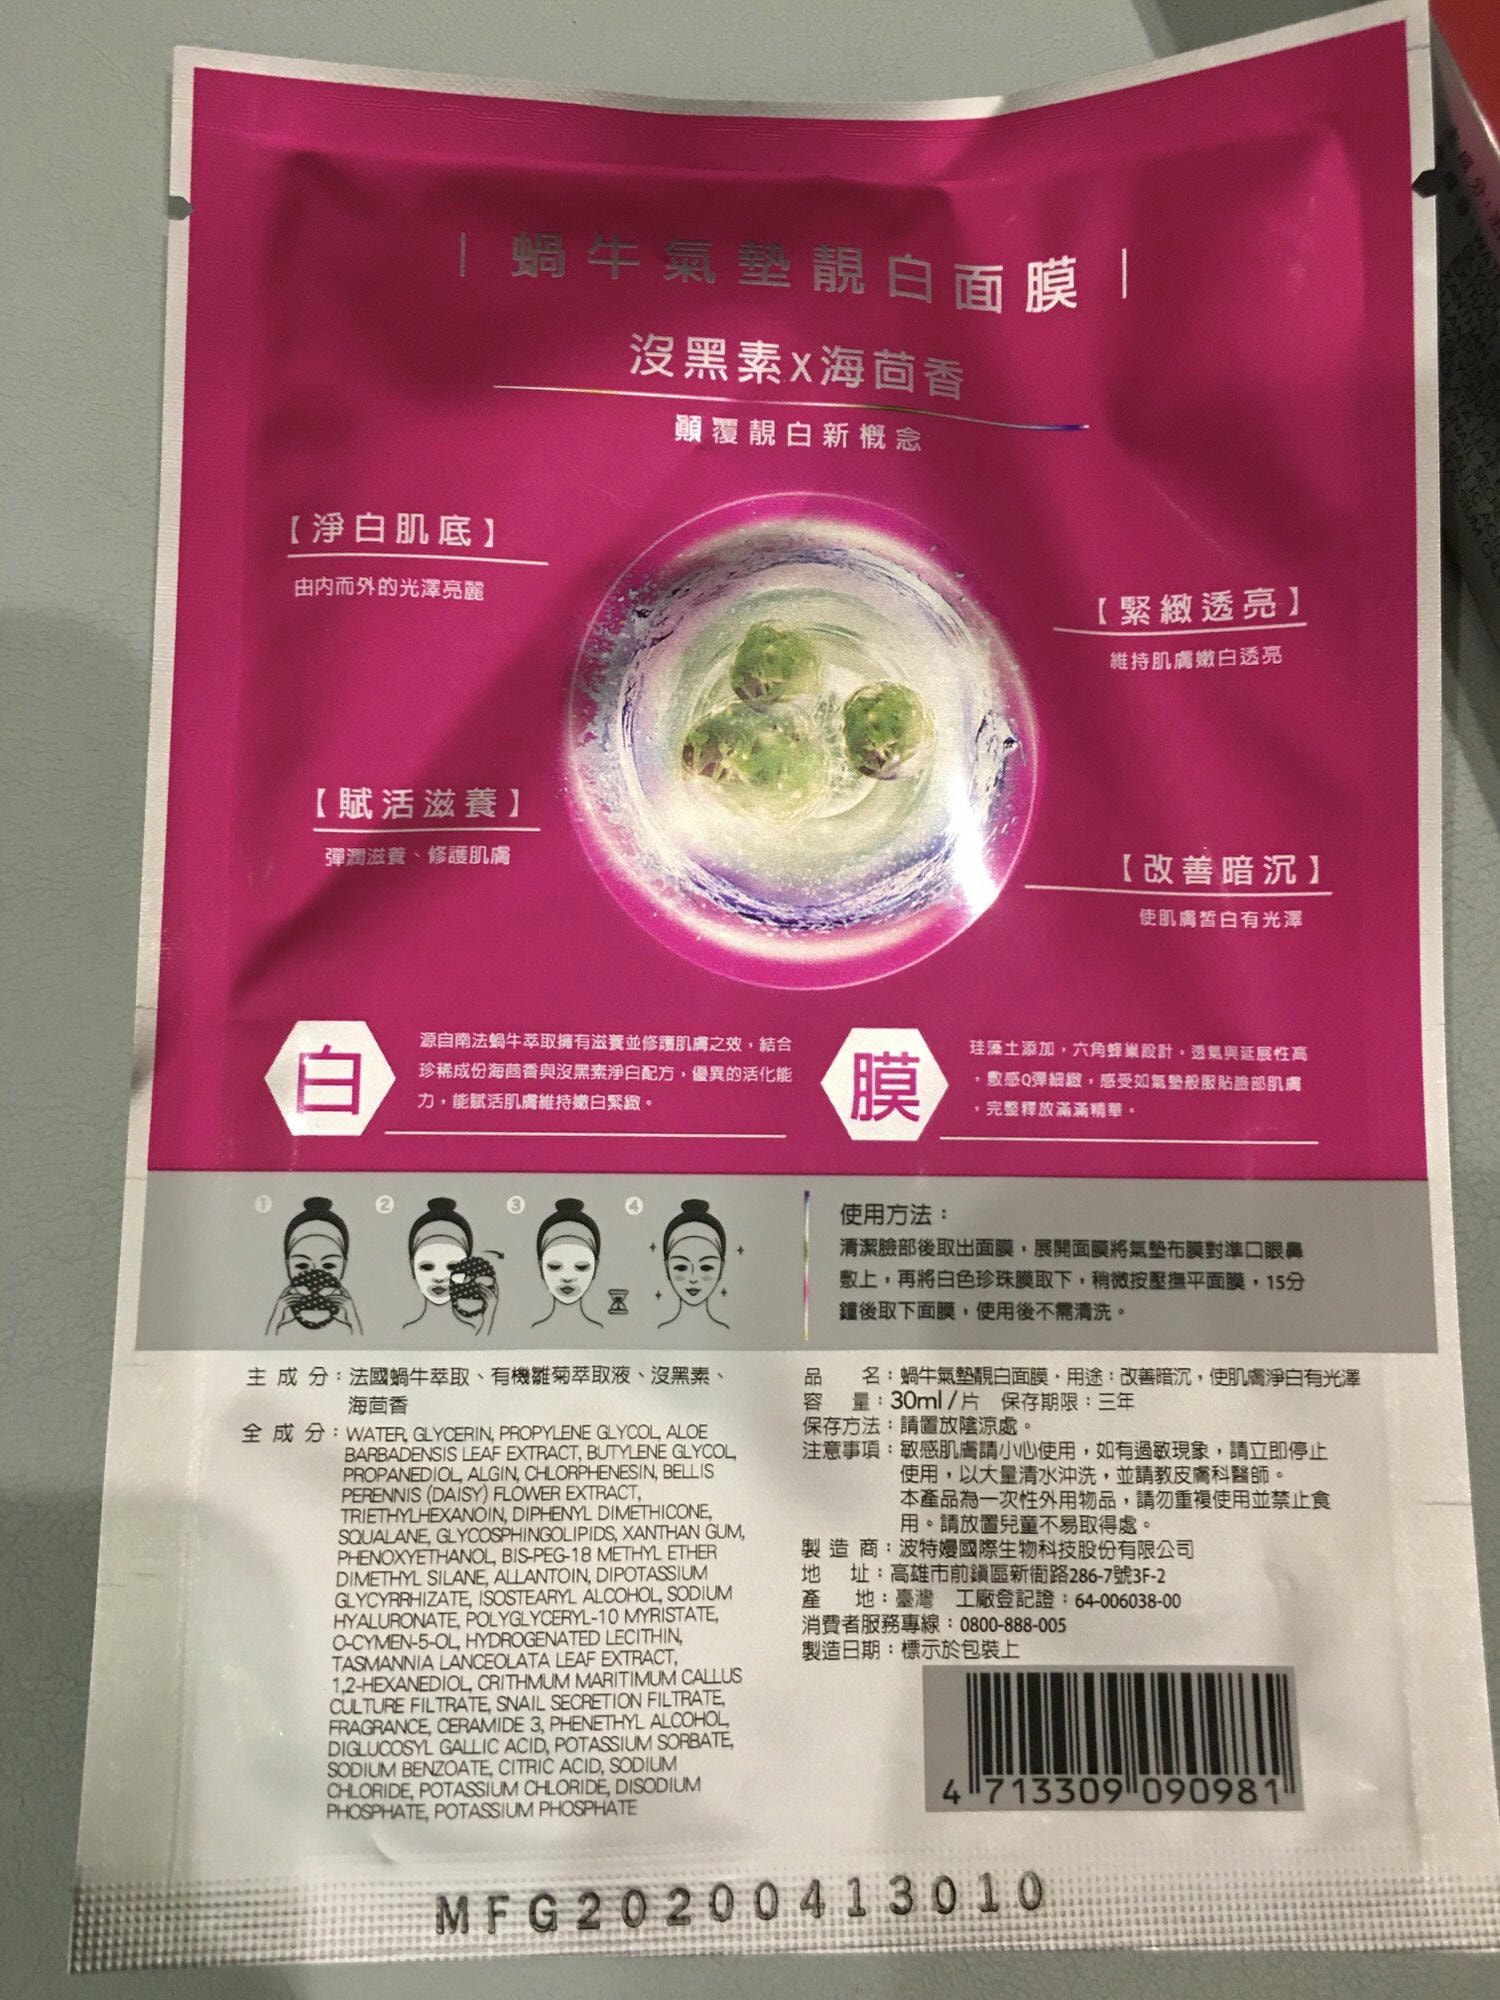 蝸牛氣墊靚白面膜
沒黑素x海茴香
顛覆靚白新概念
【淨白肌底】
由內而外的光澤亮麗
【緊緻透亮】
維持肌膚嫩白透亮
【賦活滋養】
彈潤滋養、修護肌膚
【改善暗沉】
使肌膚皙白有光澤
白
源自南法蝸牛萃取擁有滋養並修護肌膚之效，結合
珍稀成份海茴香與沒黑素淨白配方，優異的活化能
力，能賦活肌膚維持嫩白緊緻。
膜
珪藻土添加，六角蜂巢設計，透氣與延展性高
，敷感Q彈細緻，感受如氣墊般服貼臉部肌膚
，完整釋放滿滿精華。
1 2 3 4
使用方法：
清潔臉部後取出面膜，展開面膜將氣墊布膜對準口眼鼻
敷上，再將白色珍珠膜取下，稍微按壓撫平面膜，15分
鐘後取下面膜，使用後不需清洗。
主成分：法國蝸牛萃取、有機雛菊萃取液、沒黑素、
海茴香
全成分：WATER, GLYCERIN, PROPYLENE GLYCOL, ALOE
BARBADENSIS LEAF EXTRACT, BUTYLENE GLYCOL,
PROPANEDIOL, ALGIN, CHLORPHENESIN, BELLIS
PERENNIS (DAISY) FLOWER EXTRACT,
TRIETHYLHEXANOIN, DIPHENYL DIMETHICONE,
SQUALANE, GLYCOSPHINGOLIPIDS, XANTHAN GUM,
PHENOXYETHANOL, BIS-PEG-18 METHYL ETHER
DIMETHYL SILANE, ALLANTOIN, DIPOTASSIUM
GLYCYRRHIZATE, ISOSTEARYL ALCOHOL, SODIUM
HYALURONATE, POLYGLYCERYL-10 MYRISTATE,
O-CYMEN-5-OL, HYDROGENATED LECITHIN,
TASMANNIA LANCEOLATA LEAF EXTRACT,
1,2-HEXANEDIOL, CRITHMUM MARITIMUM CALLUS
CULTURE FILTRATE, SNAIL SECRETION FILTRATE,
FRAGRANCE, CERAMIDE 3, PHENETHYL ALCOHOL,
DIGLUCOSYL GALLIC ACID, POTASSIUM SORBATE,
SODIUM BENZOATE, CITRIC ACID, SODIUM
CHLORIDE, POTASSIUM CHLORIDE, DISODIUM
PHOSPHATE, POTASSIUM PHOSPHATE
品名：蝸牛氣墊靚白面膜·用途：改善暗沉，使肌膚淨白有光澤
容量：30ml/片 保存期限：三年
保存方法：請置放陰涼處。
注意事項：敏感肌膚請小心使用，如有過敏現象，請立即停止
使用，以大量清水沖洗，並請教皮膚科醫師。
本產品為一次性外用物品，請勿重複使用並禁止食
用。請放置兒童不易取得處。
製造商：波特嫚國際生物科技股份有限公司
地址：高雄市前鎮區新衙路286-7號3F-2
產地：臺灣 工廠登記證：64-006038-00
消費者服務專線：0800-888-005
製造日期：標示於包裝上
4 713309 090981
MFG20200413010